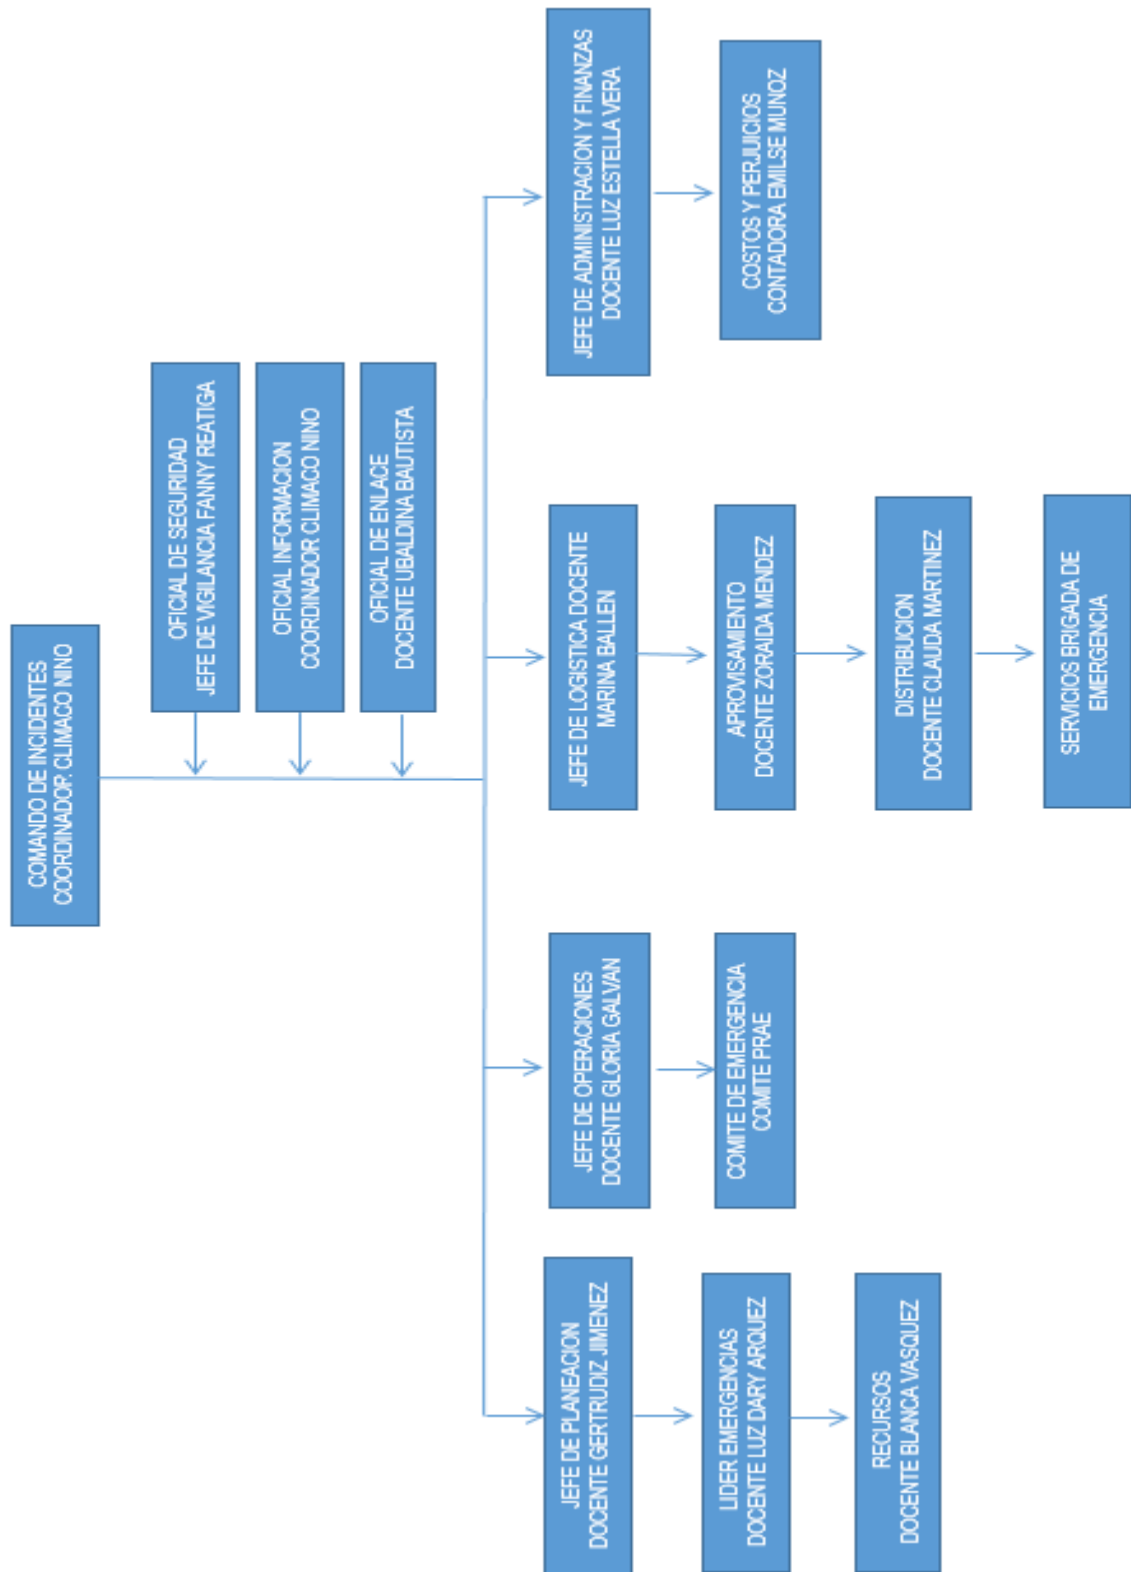 COMANDO DE INCIDENTES
COORDINADOR. CLIMACO NINO
OFICIAL DE SEGURIDAD
JEFE DE VIGILANCIA FANNY REATIGA
OFICIAL INFORMACION
COORDINADOR CLIMACO NINO
OFICIAL DE ENLACE
DOCENTE UBALDINA BAUTISTA
JEFE DE PLANEACION
DOCENTE GERTRUDIZ JIMENEZ
LIDER EMERGENCIAS
DOCENTE LUZ DARY ARQUEZ
RECURSOS
DOCENTE BLANCA VASQUEZ
JEFE DE OPERACIONES
DOCENTE GLORIA GALVAN
COMITE DE EMERGENCIA
COMITE PRAE
JEFE DE LOGISTICA DOCENTE
MARINA BALLEN
APROVISAMIENTO
DOCENTE ZORAIDA MENDEZ
DISTRIBUCION
DOCENTE CLAUDA MARTINEZ
SERVICIOS BRIGADA DE
EMERGENCIA
JEFE DE ADMINISTRACION Y FINANZAS
DOCENTE LUZ ESTELLA VERA
COSTOS Y PERJUICIOS
CONTADORA EMILSE MUNOZ